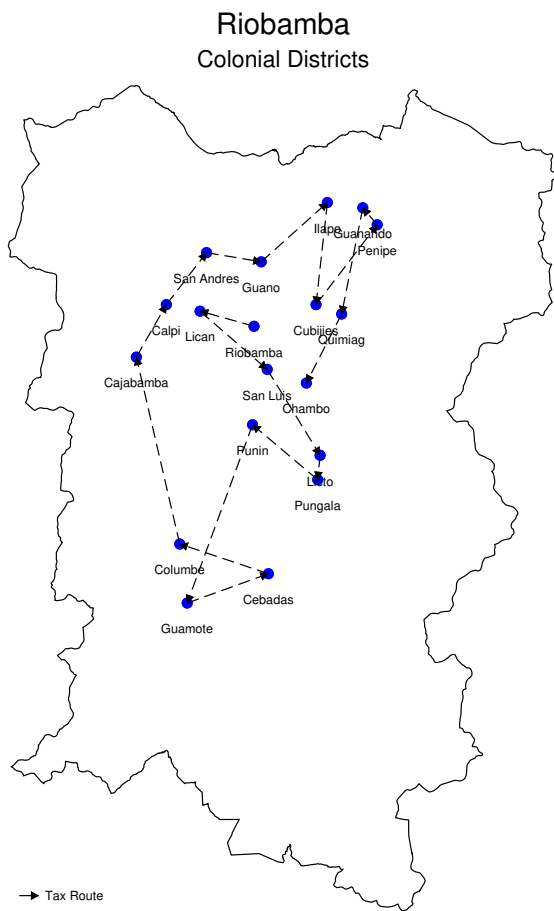 Riobamba
Colonial Districts
Ilapo
Guanando
Penipe
San Andres
Guano
Calpi
Lican
Cubijies
Quimiag
Riobamba
Cajabamba
San Luis
Chambo
Punin
Licto
Pungala
Columbe
Cebadas
Guamote
Tax Route